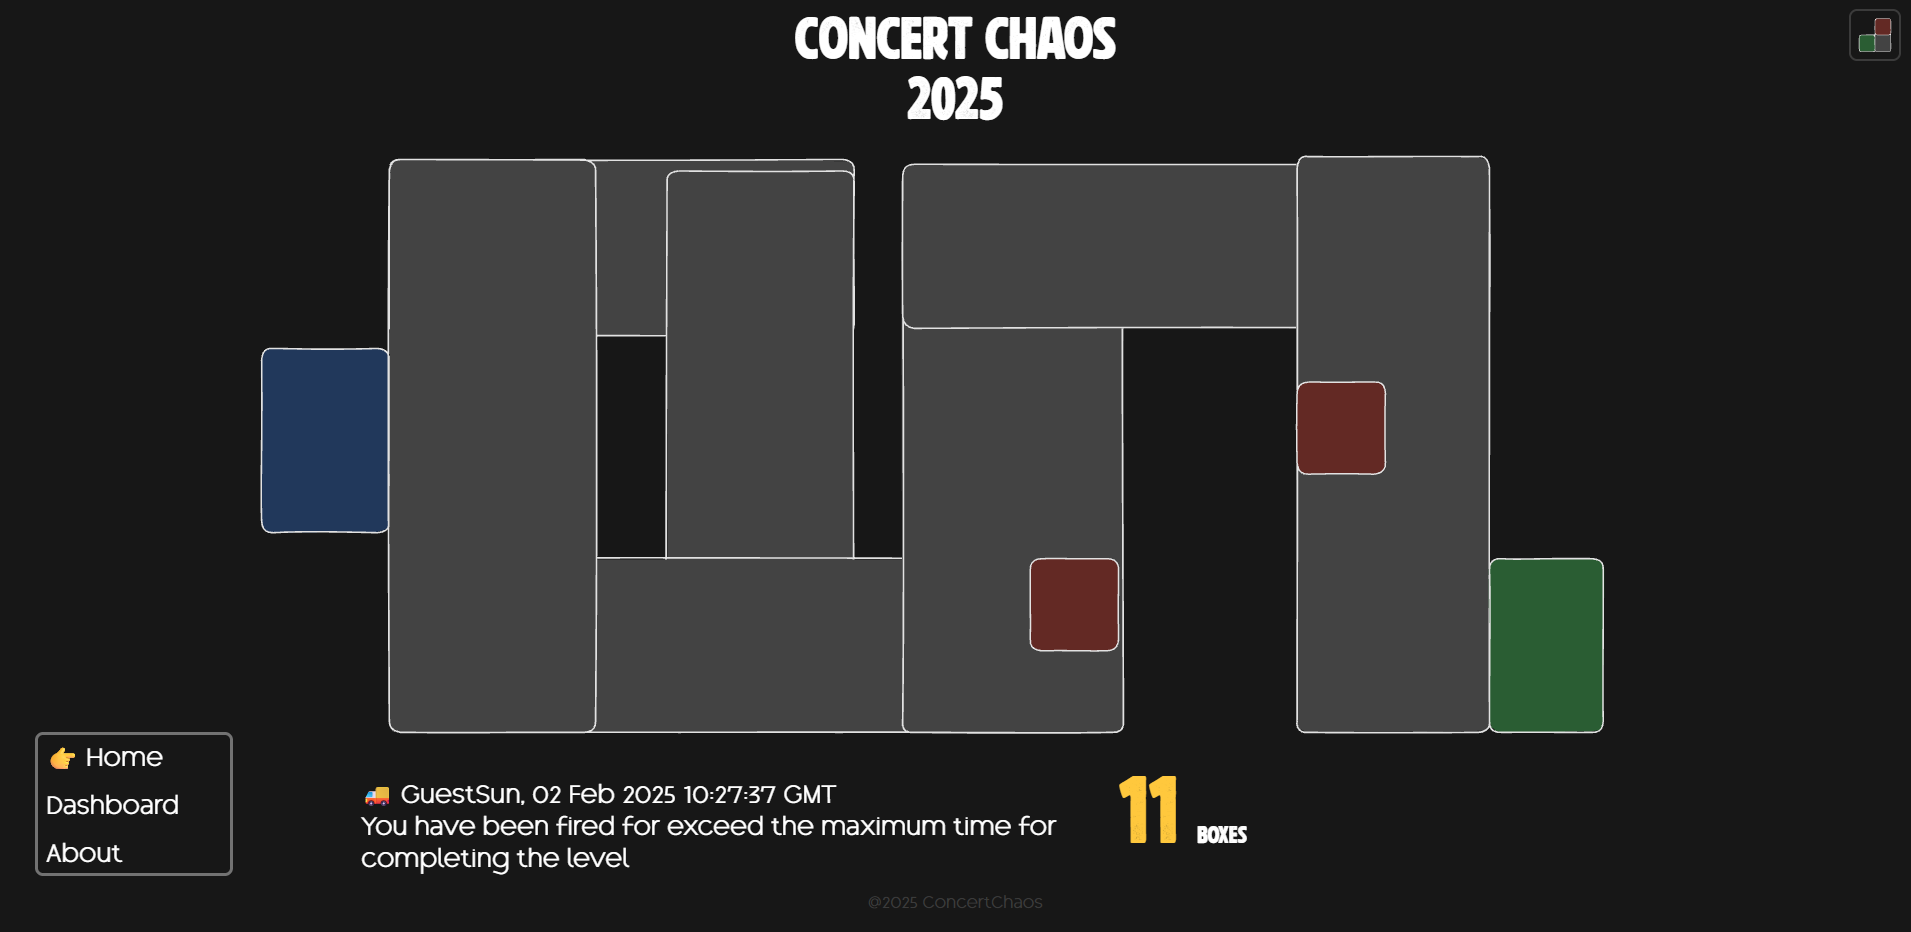 CONCERT CHAOS
2025
👉 Home
Dashboard
About
🚚 GuestSun, 02 Feb 2025 10:27:37 GMT
You have been fired for exceed the maximum time for
completing the level
11 BOXES
@2025 ConcertChaos